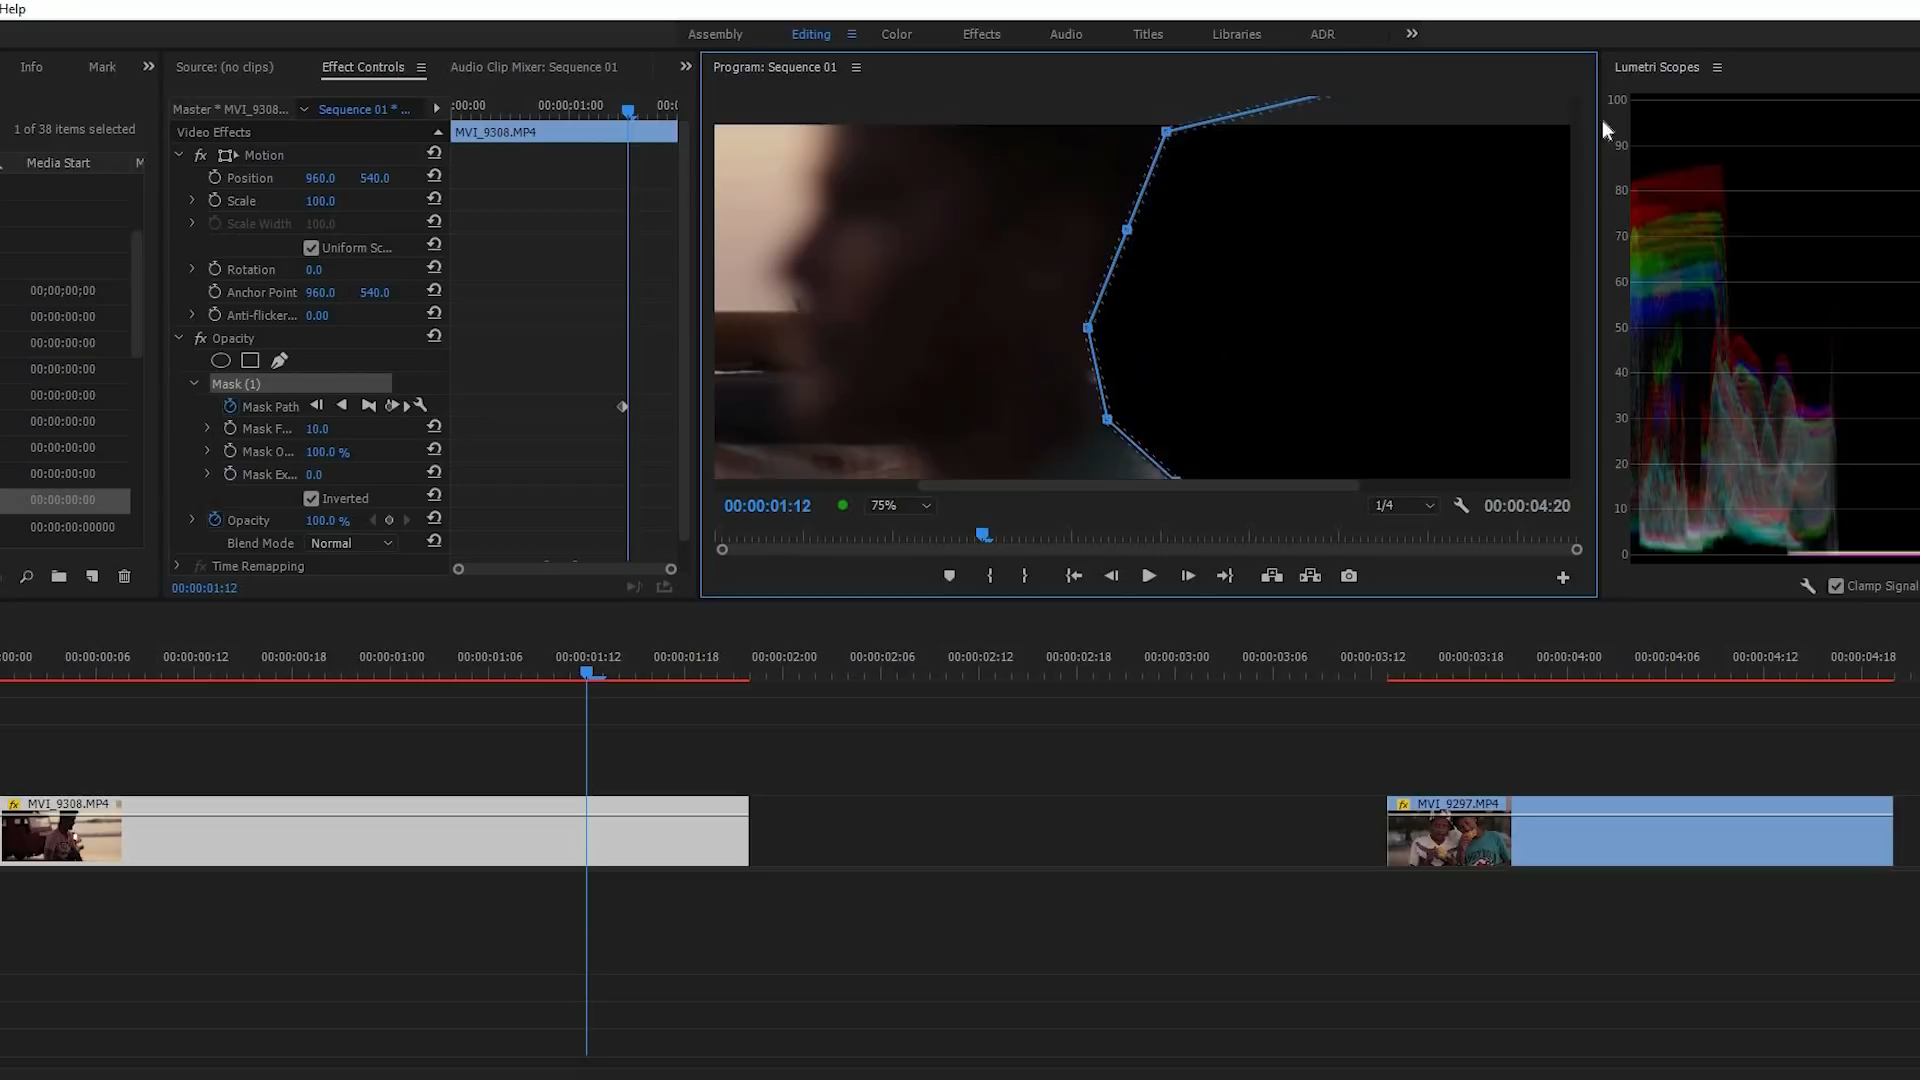 Help
Assembly Editing Color Effects Audio Titles Libraries ADR
Info Mark
Source: (no clips) Effect Controls Audio Clip Mixer: Sequence 01
Program: Sequence 01
Lumetri Scopes
Master * MVI_9308... Sequence 01 * ...
:00:00 00:00:01:00 00:(
1 of 38 items selected
Video Effects
MVI_9308.MP4
Media Start M
fx Motion
Position 960.0 540.0
Scale 100.0
Scale Width 100.0
Uniform Sc...
Rotation 0.0
Anchor Point 960.0 540.0
Anti-flicker... 0.00
fx Opacity
Mask (1)
Mask Path
Mask F... 10.0
Mask O... 100.0 %
Mask Ex... 0.0
Inverted
Opacity 100.0 %
Blend Mode Normal
fx Time Remapping
00:00:01:12
00;00;00;00
00:00:00:00
00:00:00:00
00:00:00:00
00:00:00:00
00:00:00:00
00:00:00:00
00:00:00:00
00:00:00:00
00:00:00:00000
00:00:01:12 75% 1/4 00:00:04:20
100
90
80
70
60
50
40
30
20
10
0
Clamp Signal
:00:00 00:00:00:06 00:00:00:12 00:00:00:18 00:00:01:00 00:00:01:06 00:00:01:12 00:00:01:18 00:00:02:00 00:00:02:06 00:00:02:12 00:00:02:18 00:00:03:00 00:00:03:06 00:00:03:12 00:00:03:18 00:00:04:00 00:00:04:06 00:00:04:12 00:00:04:18
fx MVI_9308.MP4
fx MVI_9297.MP4